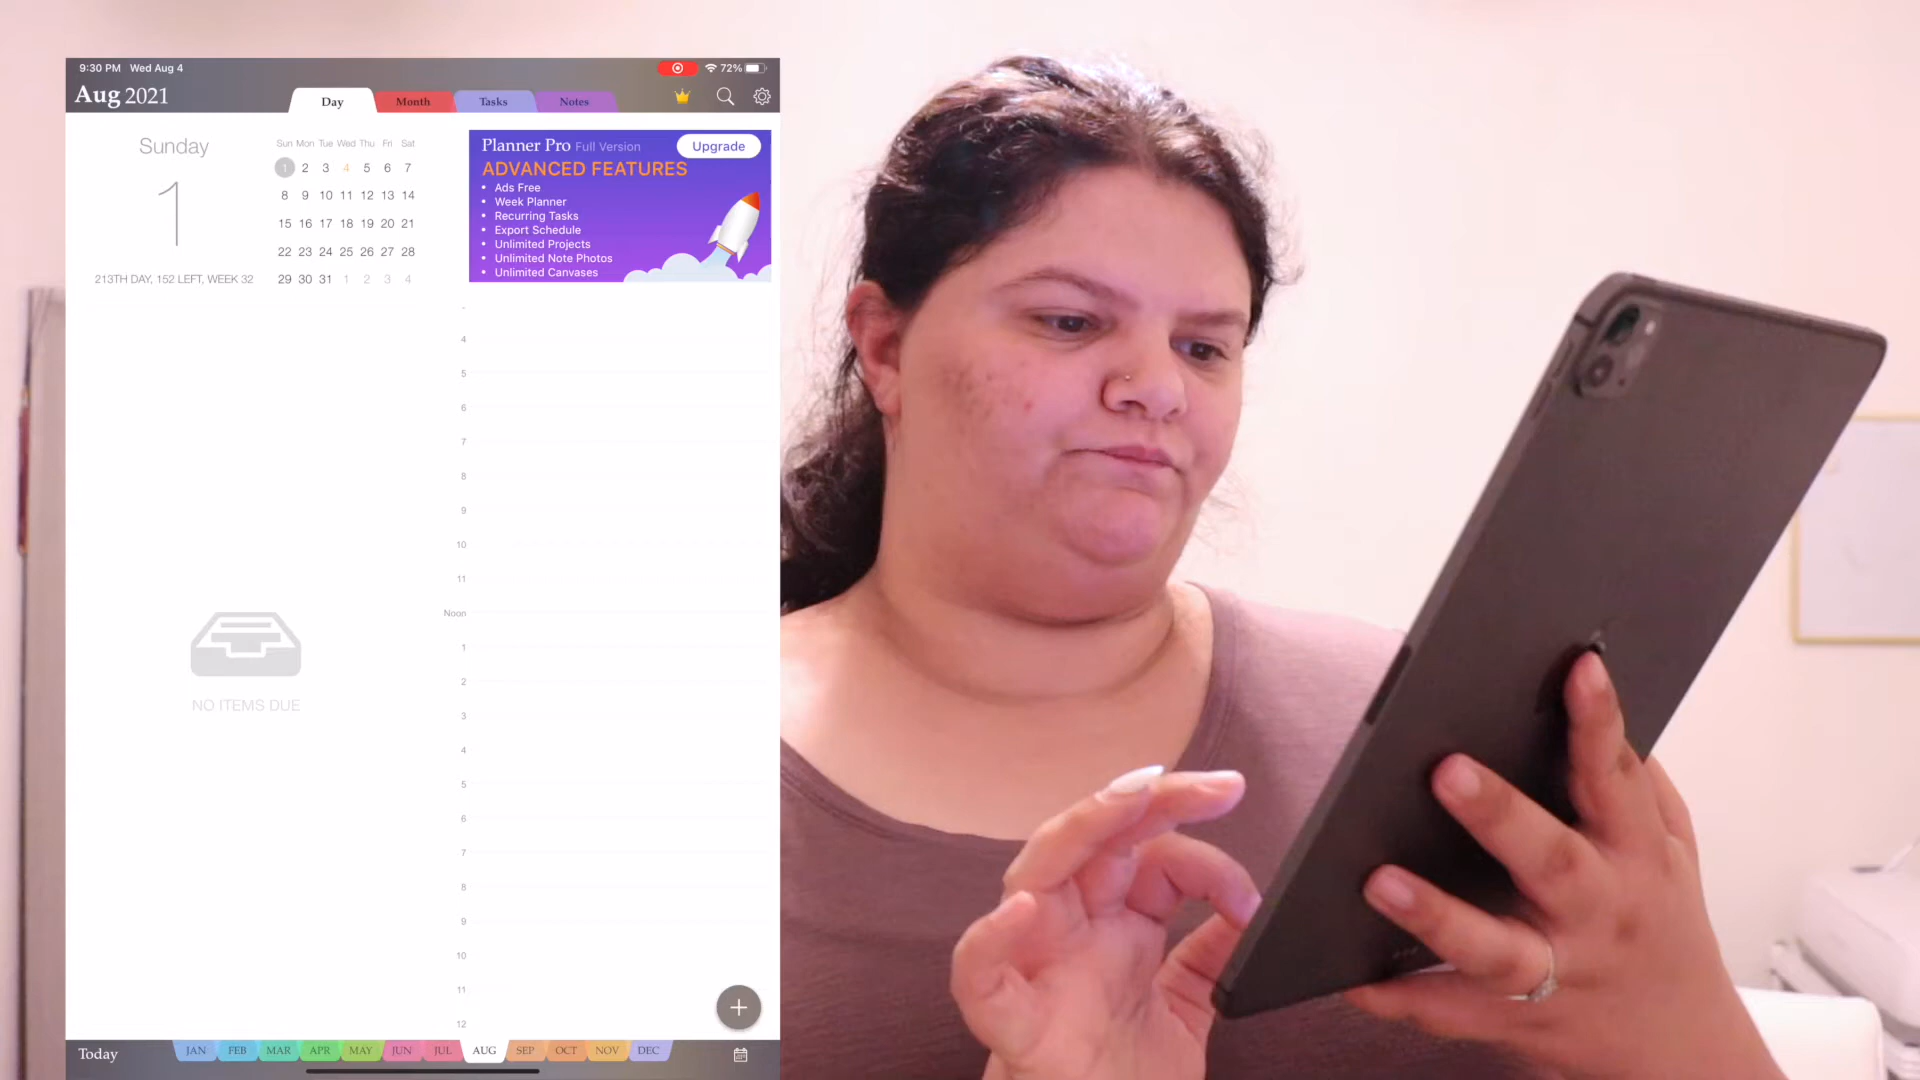 9:30 PM Wed Aug 4
72%
Aug 2021
Day
Month
Tasks
Notes
Sunday
1
213TH DAY, 152 LEFT, WEEK 32
Sun Mon Tue Wed Thu Fri Sat
1 2 3 4 5 6 7
8 9 10 11 12 13 14
15 16 17 18 19 20 21
22 23 24 25 26 27 28
29 30 31 1 2 3 4
Planner Pro Full Version
Upgrade
ADVANCED FEATURES
• Ads Free
• Week Planner
• Recurring Tasks
• Export Schedule
• Unlimited Projects
• Unlimited Note Photos
• Unlimited Canvases
4
5
6
7
8
9
10
11
Noon
1
2
3
4
5
6
7
8
9
10
11
12
NO ITEMS DUE
+
Today
JAN FEB MAR APR MAY JUN JUL AUG SEP OCT NOV DEC